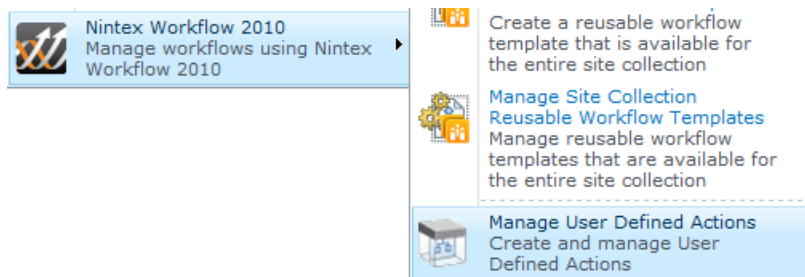 Nintex Workflow 2010
Manage workflows using Nintex
Workflow 2010
Create a reusable workflow
template that is available for
the entire site collection
Manage Site Collection
Reusable Workflow Templates
Manage reusable workflow
templates that are available for
the entire site collection
Manage User Defined Actions
Create and manage User
Defined Actions